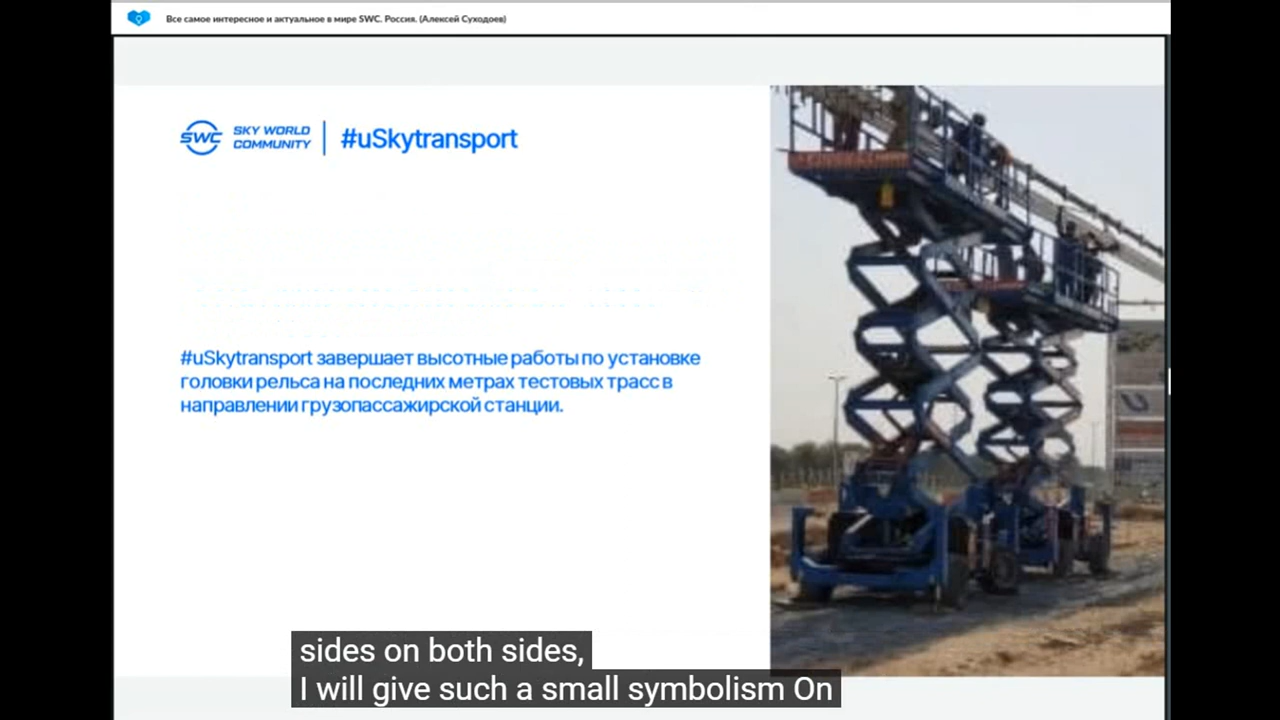 Все самое интересное и актуальное в мире SWC. Россия. (Алексей Суходоев)
SWC SKY WORLD COMMUNITY | #uSkytransport
#uSkytransport завершает высотные работы по установке
головки рельса на последних метрах тестовых трасс в
направлении грузопассажирской станции.
sides on both sides,
I will give such a small symbolism On